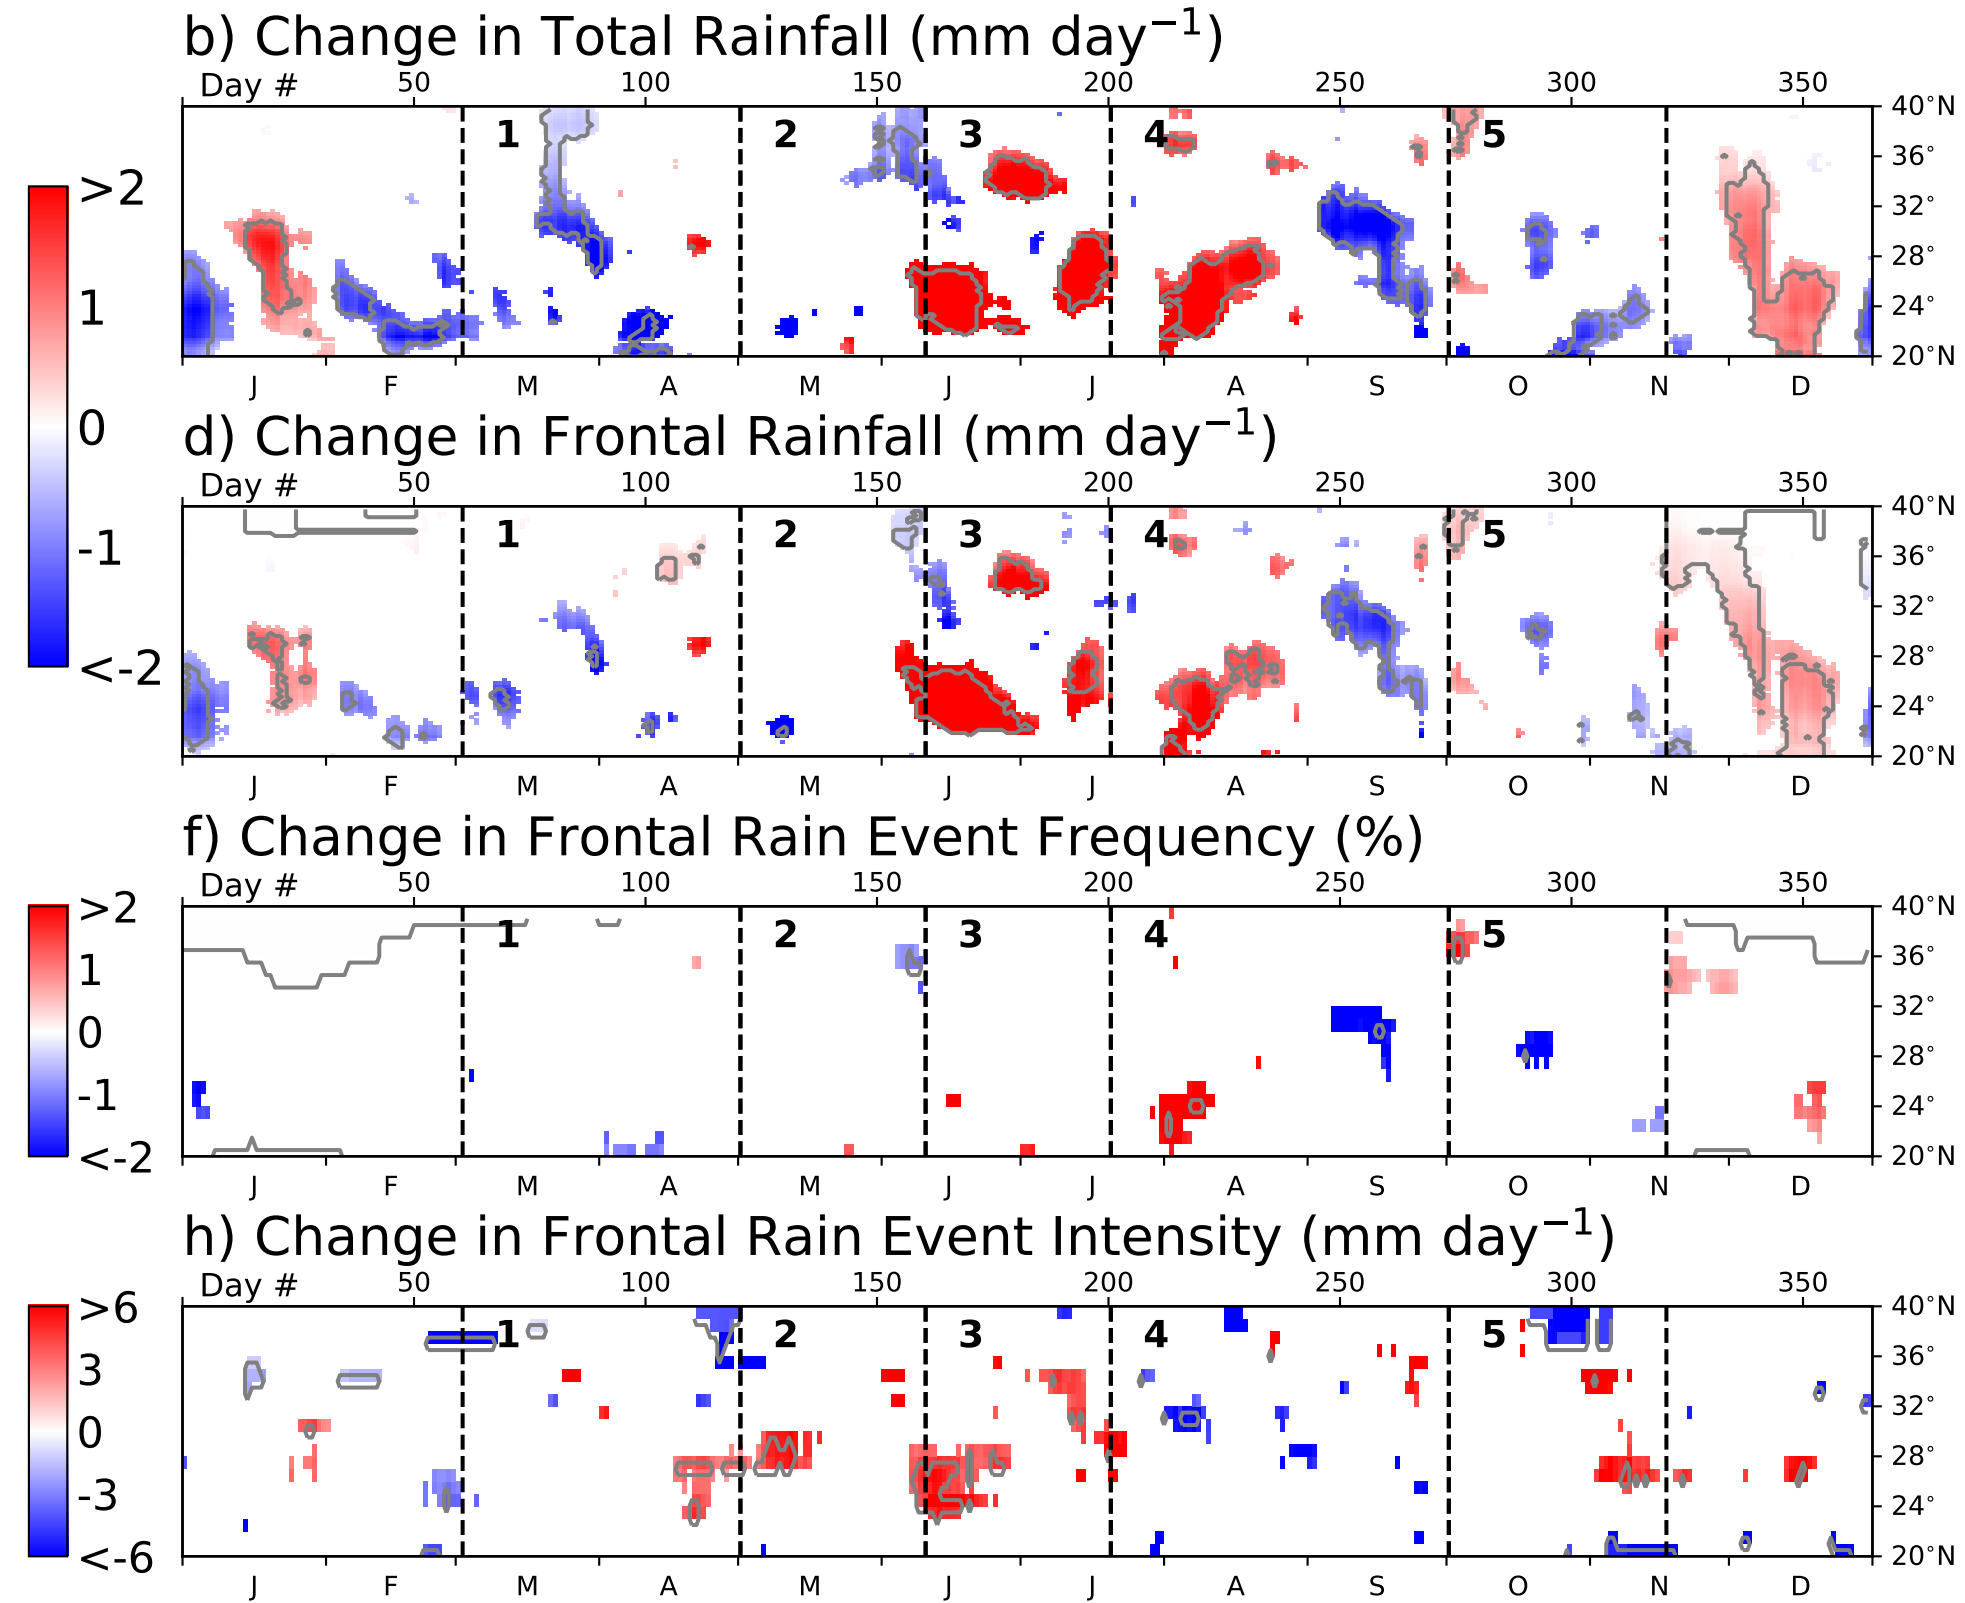 b) Change in Total Rainfall (mm day−1)
Day # 50 100 150 200 250 300 350
1 2 3 4 5
40°N
36°
32°
28°
24°
20°N
J F M A M J J A S O N D
>2
1
0
-1
<-2
d) Change in Frontal Rainfall (mm day−1)
Day # 50 100 150 200 250 300 350
1 2 3 4 5
40°N
36°
32°
28°
24°
20°N
J F M A M J J A S O N D
f) Change in Frontal Rain Event Frequency (%)
Day # 50 100 150 200 250 300 350
1 2 3 4 5
40°N
36°
32°
28°
24°
20°N
J F M A M J J A S O N D
>2
1
0
-1
<-2
h) Change in Frontal Rain Event Intensity (mm day−1)
Day # 50 100 150 200 250 300 350
1 2 3 4 5
40°N
36°
32°
28°
24°
20°N
J F M A M J J A S O N D
>6
3
0
-3
<-6